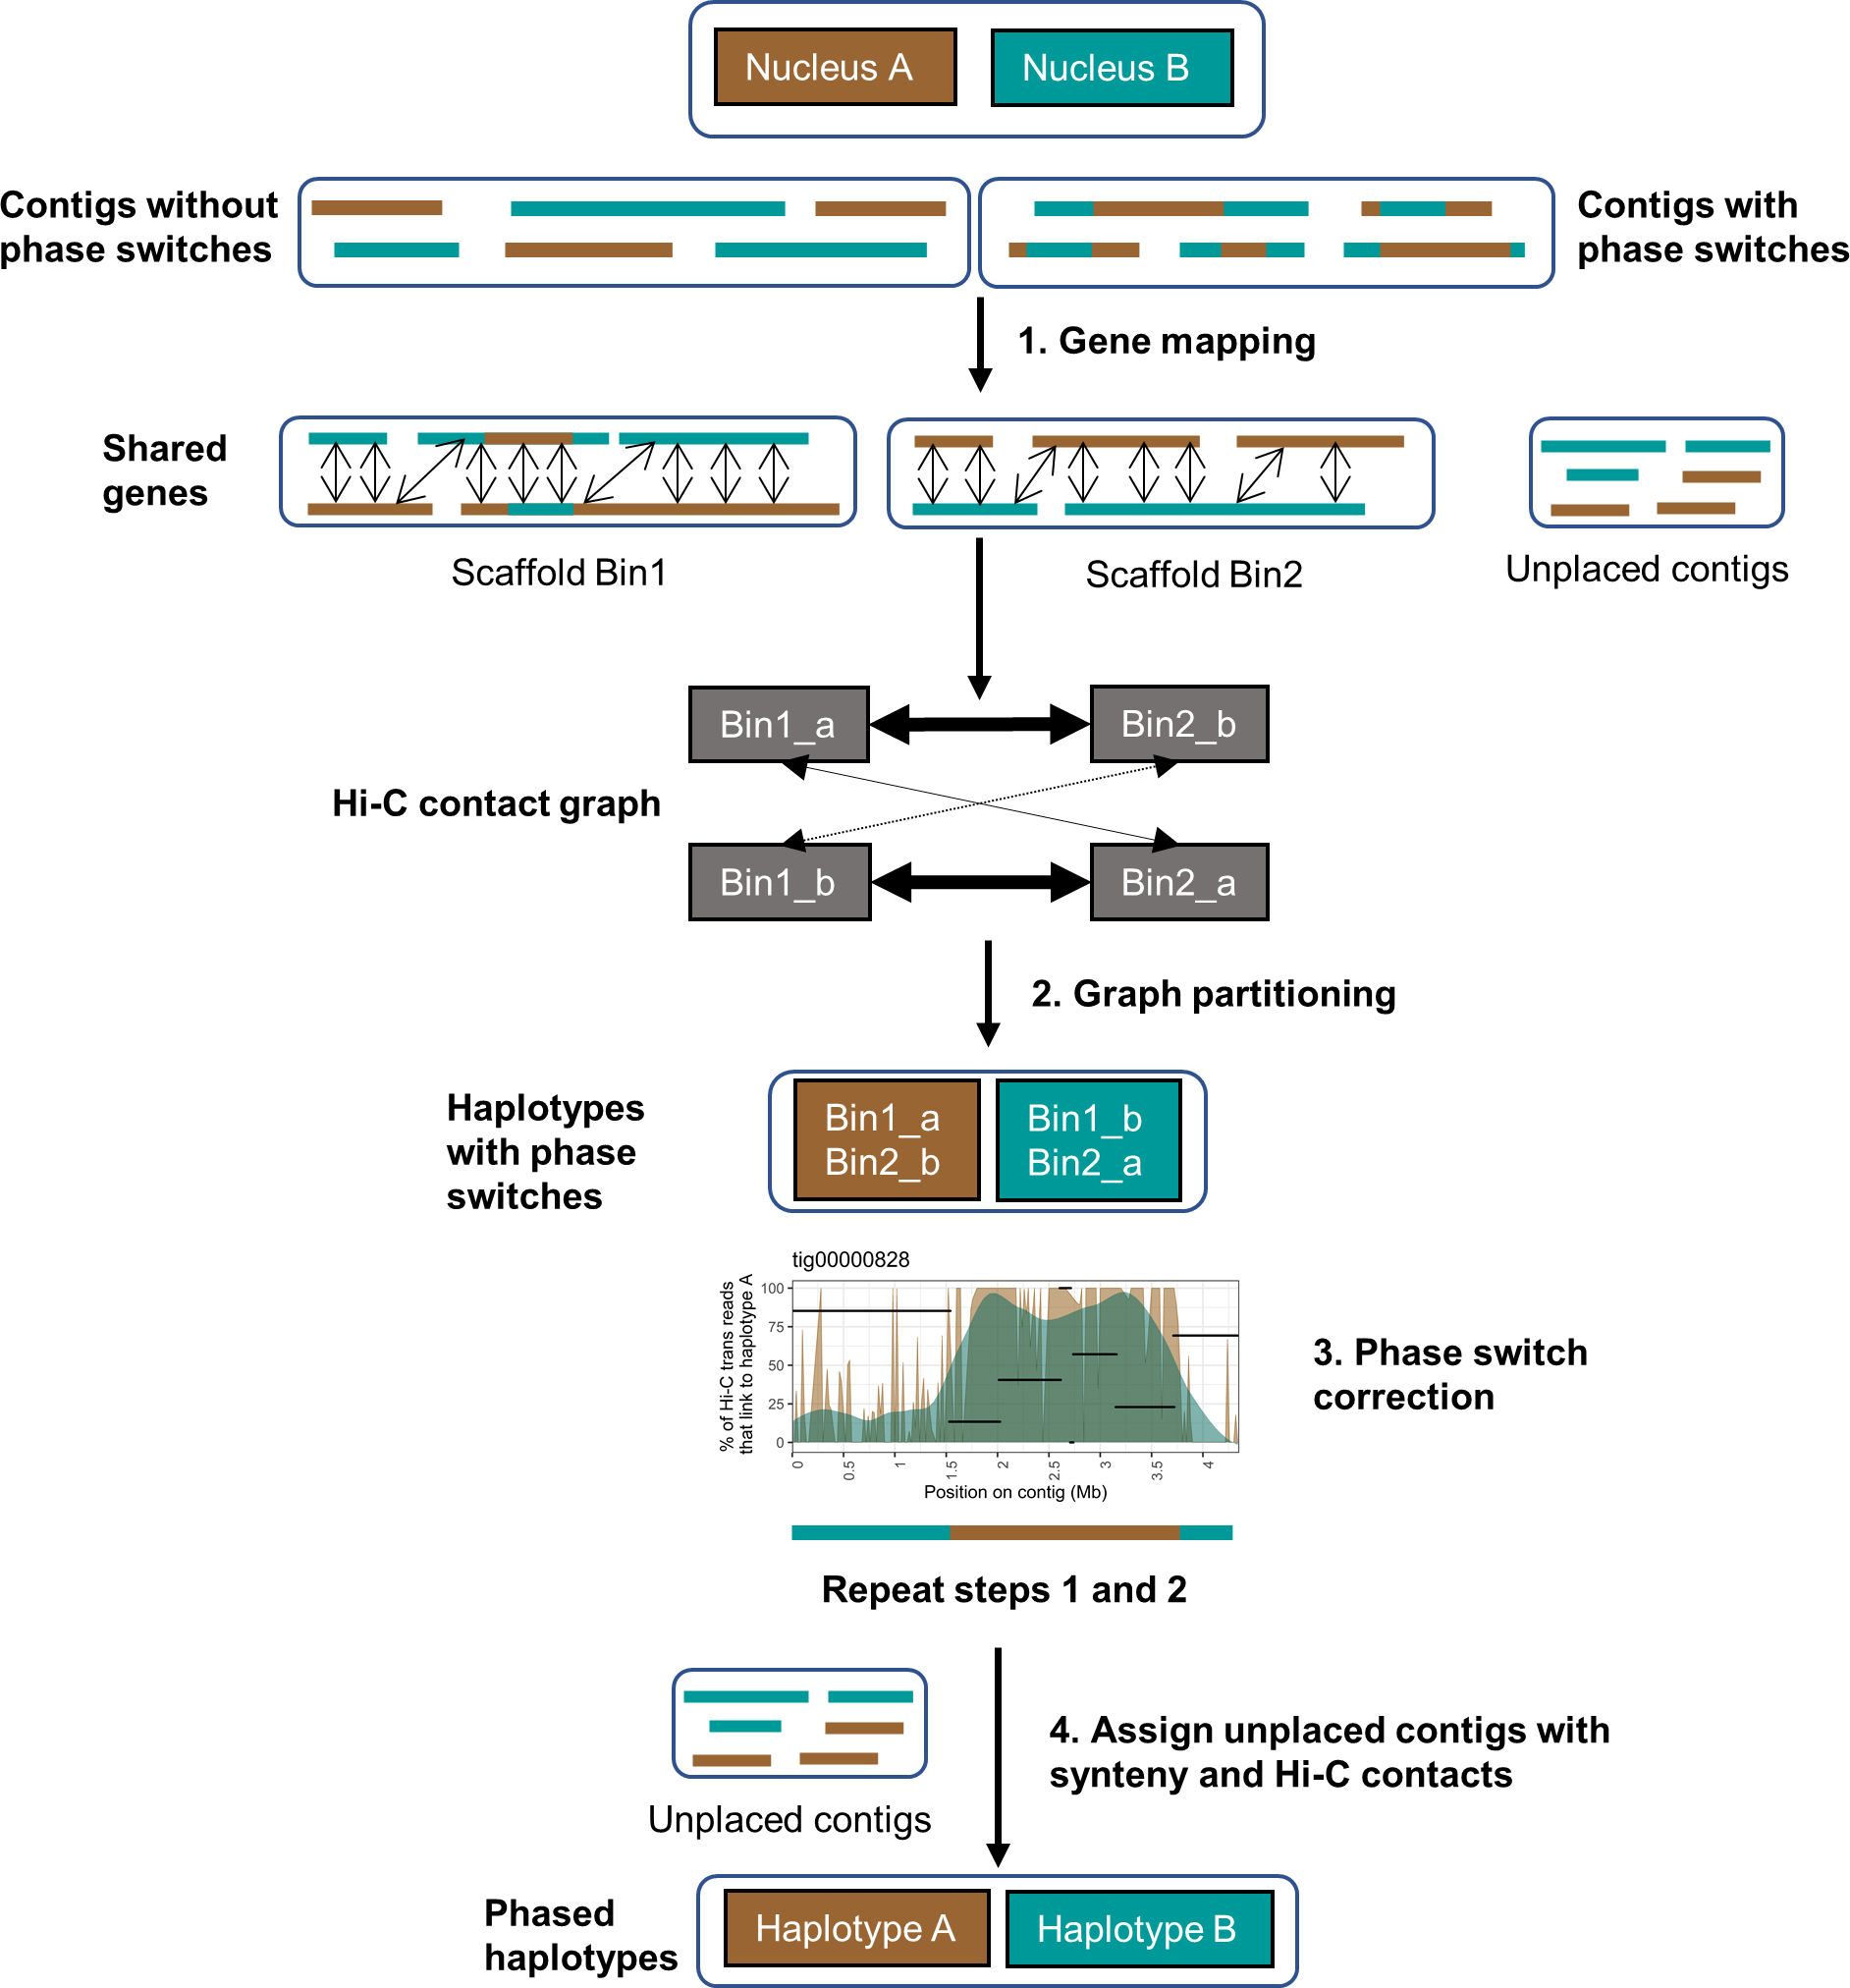 Nucleus A
Nucleus B
Contigs without
phase switches
Contigs with
phase switches
1. Gene mapping
Shared
genes
Scaffold Bin1
Scaffold Bin2
Unplaced contigs
Bin1_a
Bin2_b
Hi-C contact graph
Bin1_b
Bin2_a
2. Graph partitioning
Haplotypes
with phase
switches
Bin1_a
Bin2_b
Bin1_b
Bin2_a
tig00000828
% of Hi-C trans reads
that link to haplotype A
100
75
50
25
0
0
0.5
1
1.5
2
2.5
3
3.5
4
Position on contig (Mb)
3. Phase switch
correction
Repeat steps 1 and 2
Unplaced contigs
4. Assign unplaced contigs with
synteny and Hi-C contacts
Phased
haplotypes
Haplotype A
Haplotype B